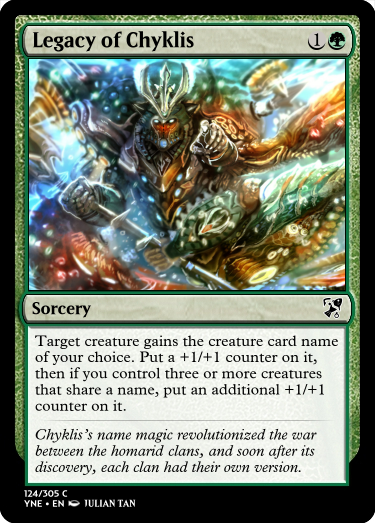 Legacy of Chyklis 1
Sorcery
Target creature gains the creature card name
of your choice. Put a +1/+1 counter on it,
then if you control three or more creatures
that share a name, put an additional +1/+1
counter on it.
Chyklis's name magic revolutionized the war
between the homarid clans, and soon after its
discovery, each clan had their own version.
124/305 C
YNE • EN JULIAN TAN